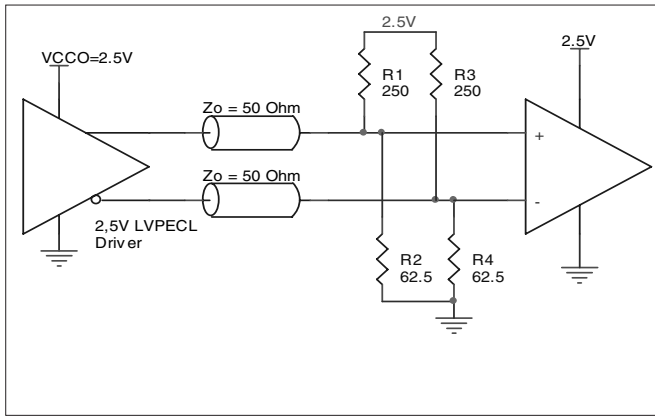 2.5V
VCCO=2.5V
2.5V
R1
250
R3
250
Zo = 50 Ohm
+
Zo = 50 Ohm
-
2,5V LVPECL
Driver
R2
62.5
R4
62.5